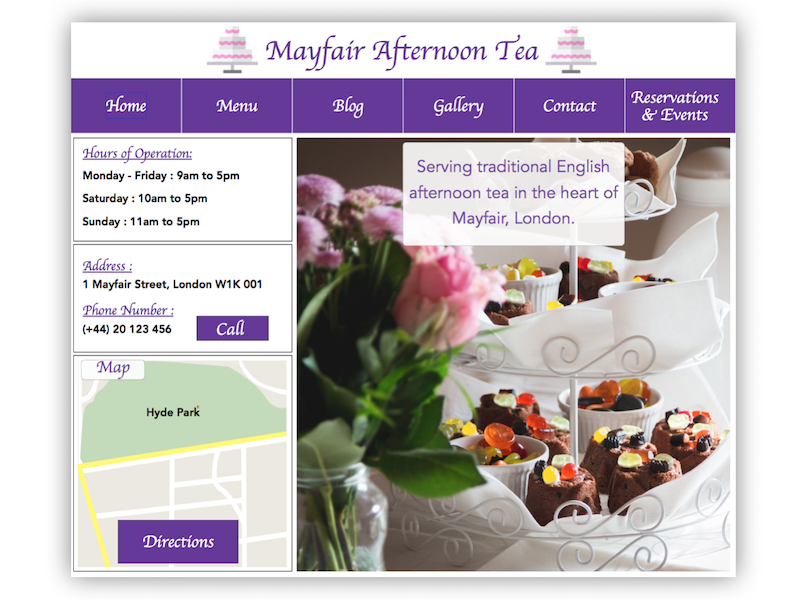 Mayfair Afternoon Tea
Home
Menu
Blog
Gallery
Contact
Reservations
& Events
Hours of Operation:
Monday - Friday : 9am to 5pm
Saturday : 10am to 5pm
Sunday : 11am to 5pm
Address :
1 Mayfair Street, London W1K 001
Phone Number :
(+44) 20 123 456
Call
Map
Hyde Park
Directions
Serving traditional English
afternoon tea in the heart of
Mayfair, London.